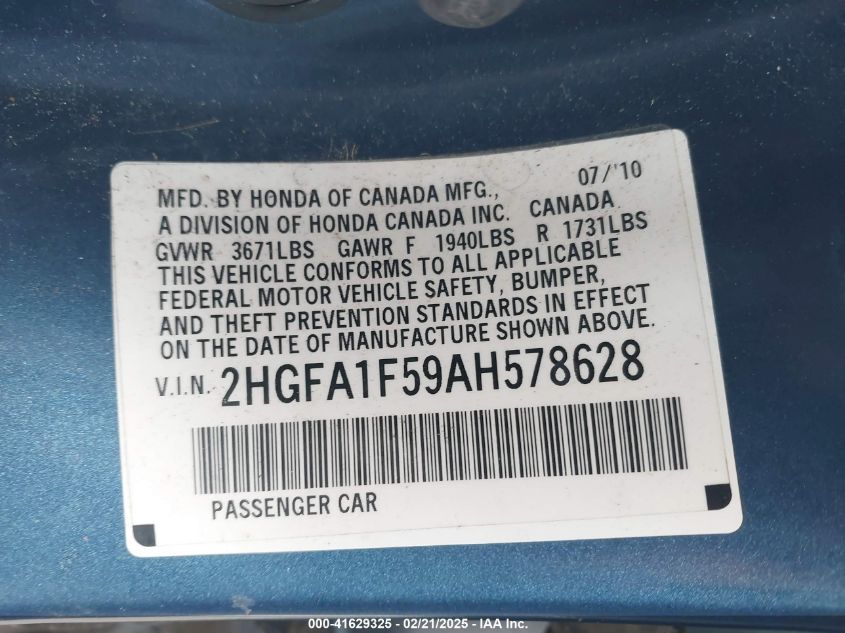 07/'10
MFD. BY HONDA OF CANADA MFG.,
A DIVISION OF HONDA CANADA INC. CANADA
GVWR 3671LBS GAWR F 1940LBS R 1731LBS
THIS VEHICLE CONFORMS TO ALL APPLICABLE
FEDERAL MOTOR VEHICLE SAFETY, BUMPER,
AND THEFT PREVENTION STANDARDS IN EFFECT
ON THE DATE OF MANUFACTURE SHOWN ABOVE.
V.I.N. 2HGFA1F59AH578628
PASSENGER CAR
000-41629325 - 02/21/2025 - IAA Inc.